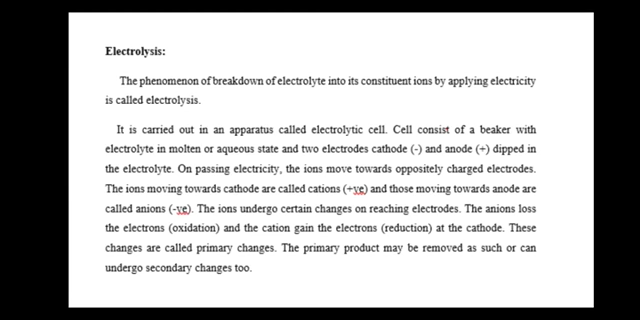 Electrolysis:
The phenomenon of breakdown of electrolyte into its constituent ions by applying electricity
is called electrolysis.
It is carried out in an apparatus called electrolytic cell. Cell consist of a beaker with
electrolyte in molten or aqueous state and two electrodes cathode (-) and anode (+) dipped in
the electrolyte. On passing electricity, the ions move towards oppositely charged electrodes.
The ions moving towards cathode are called cations (+ve) and those moving towards anode are
called anions (-ve). The ions undergo certain changes on reaching electrodes. The anions loss
the electrons (oxidation) and the cation gain the electrons (reduction) at the cathode. These
changes are called primary changes. The primary product may be removed as such or can
undergo secondary changes too.